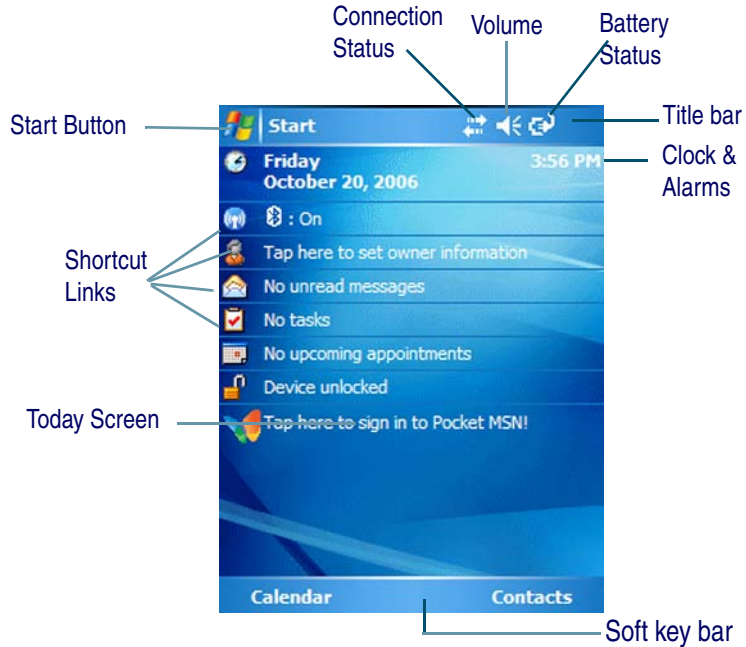 Connection
Status
Volume
Battery
Status
Start Button
Start
Title bar
Friday
October 20, 2006
3:56 PM
Clock &
Alarms
: On
Shortcut
Links
Tap here to set owner information
No unread messages
No tasks
No upcoming appointments
Device unlocked
Today Screen
Tap here to sign in to Pocket MSN!
Calendar
Contacts
Soft key bar